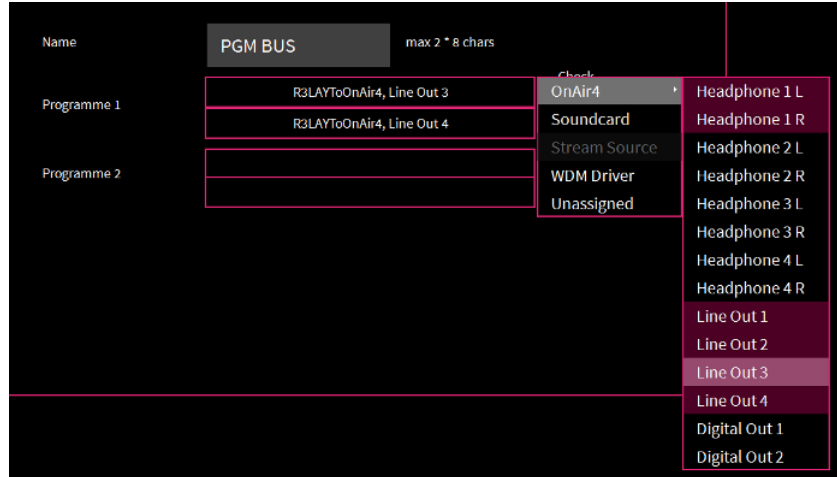 Name
PGM BUS
max 2 * 8 chars
Check
Programme 1
R3LAYToOnAir4, Line Out 3
R3LAYToOnAir4, Line Out 4
Programme 2
OnAir4
Soundcard
Stream Source
WDM Driver
Unassigned
Headphone 1 L
Headphone 1 R
Headphone 2 L
Headphone 2 R
Headphone 3 L
Headphone 3 R
Headphone 4 L
Headphone 4 R
Line Out 1
Line Out 2
Line Out 3
Line Out 4
Digital Out 1
Digital Out 2